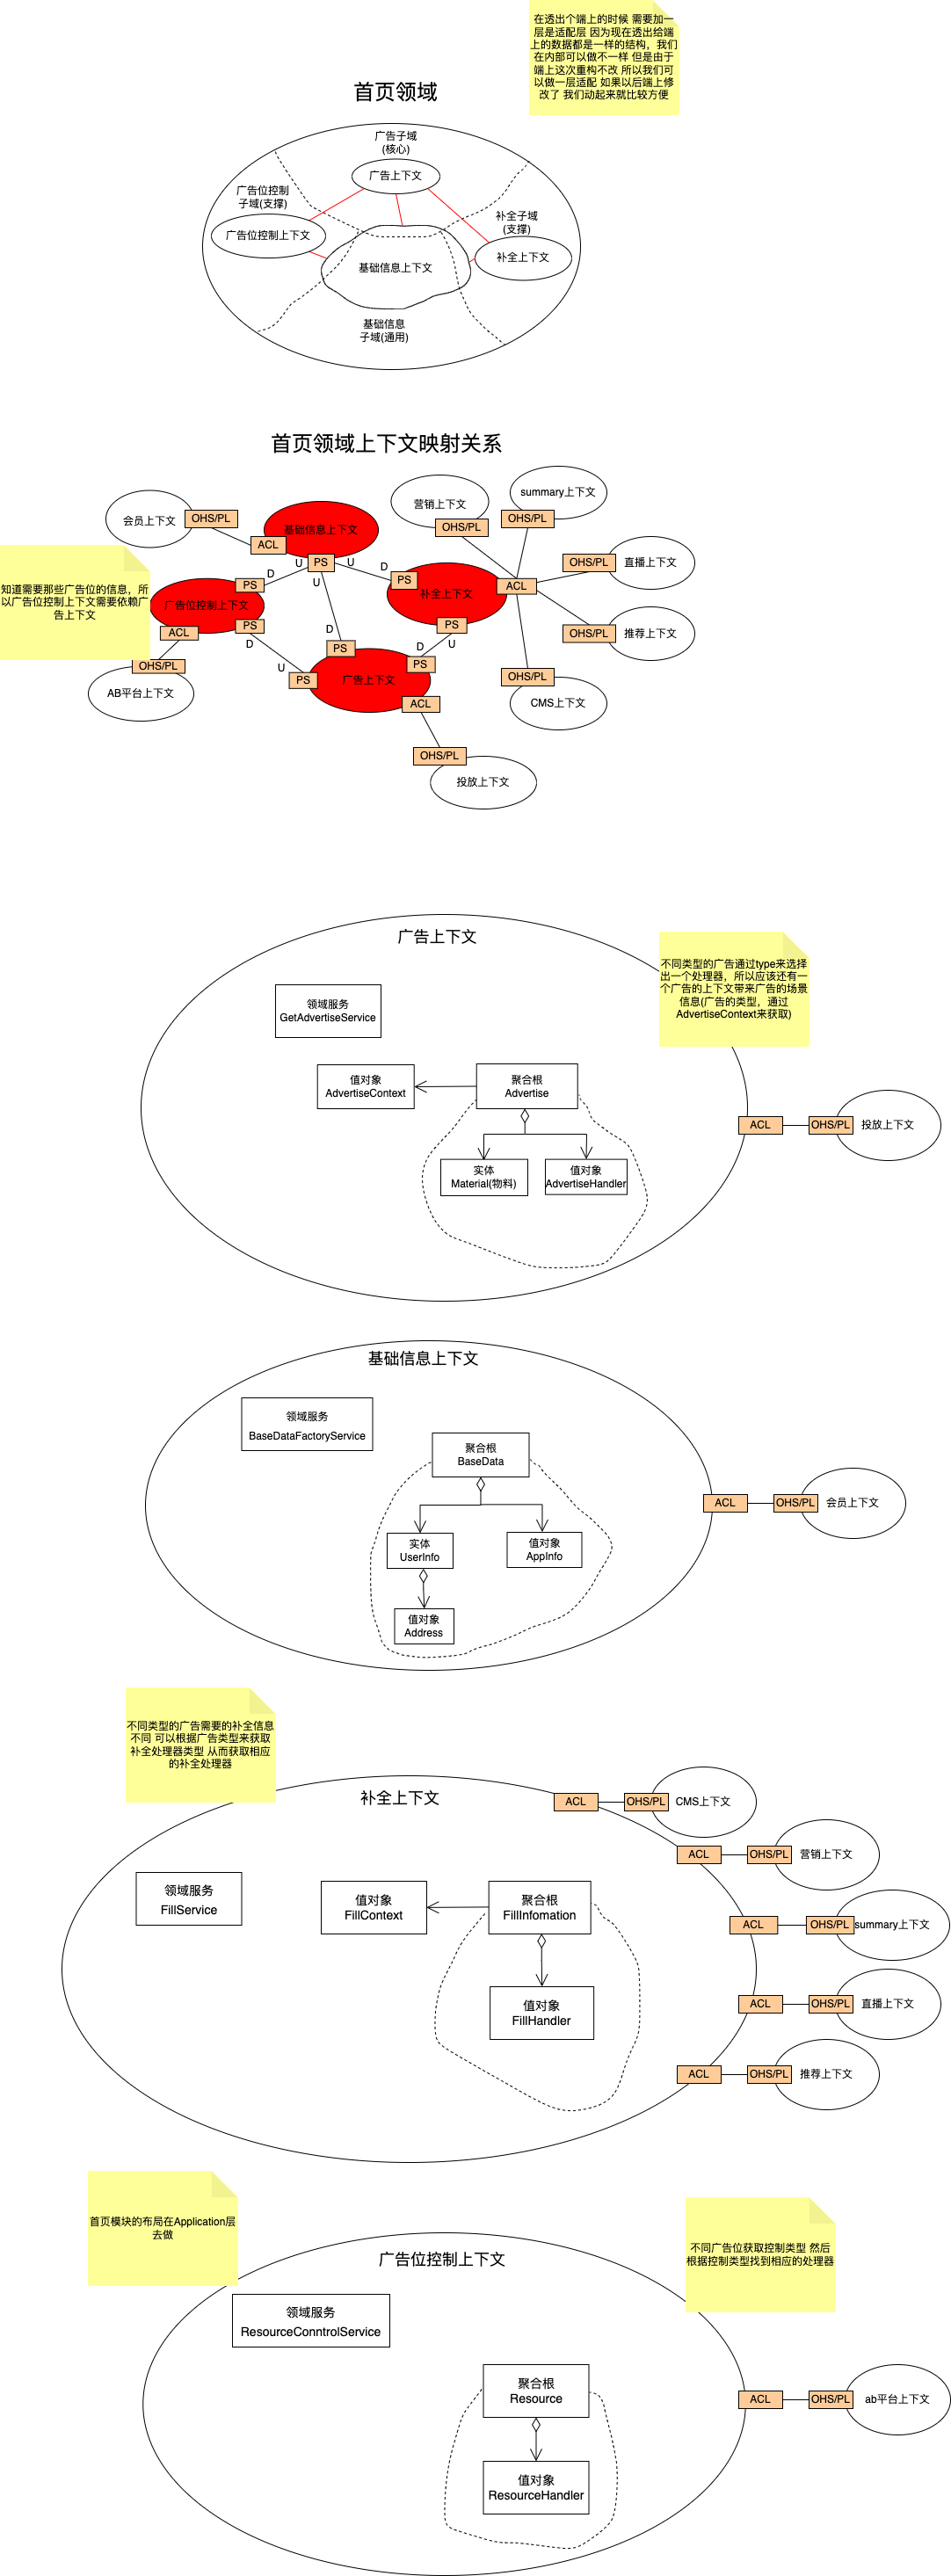 在透出个端上的时候 需要加一
层是适配层 因为现在透出给端
上的数据都是一样的结构，我们
在内部可以做不一样 但是由于
端上这次重构不改 所以我们可
以做一层适配 如果以后端上修
改了 我们动起来就比较方便
首页领域
广告子域
(核心)
广告上下文
广告位控制
子域(支撑)
广告位控制上下文
补全子域
(支撑)
补全上下文
基础信息上下文
基础信息
子域(通用)
首页领域上下文映射关系
会员上下文
OHS/PL
ACL
基础信息上下文
PS
U
U
U
营销上下文
OHS/PL
summary上下文
OHS/PL
直播上下文
OHS/PL
推荐上下文
OHS/PL
CMS上下文
OHS/PL
ACL
补全上下文
D
PS
PS
U
知道需要那些广告位的信息，所
以广告位控制上下文需要依赖广
告上下文
D
PS
广告位控制上下文
ACL
PS
D
OHS/PL
AB平台上下文
D
PS
D
PS
U
PS
广告上下文
ACL
OHS/PL
投放上下文
广告上下文
不同类型的广告通过type来选择
出一个处理器，所以应该还有一
个广告的上下文带来广告的场景
信息(广告的类型，通过
AdvertiseContext来获取)
领域服务
GetAdvertiseService
值对象
AdvertiseContext
聚合根
Advertise
实体
Material(物料)
值对象
AdvertiseHandler
ACL
OHS/PL
投放上下文
基础信息上下文
领域服务
BaseDataFactoryService
聚合根
BaseData
实体
UserInfo
值对象
AppInfo
值对象
Address
ACL
OHS/PL
会员上下文
不同类型的广告需要的补全信息
不同 可以根据广告类型来获取
补全处理器类型 从而获取相应
的补全处理器
补全上下文
领域服务
FillService
值对象
FillContext
聚合根
FillInfomation
值对象
FillHandler
ACL
OHS/PL
CMS上下文
ACL
OHS/PL
营销上下文
ACL
OHS/PL
summary上下文
ACL
OHS/PL
直播上下文
ACL
OHS/PL
推荐上下文
首页模块的布局在Application层
去做
广告位控制上下文
不同广告位获取控制类型 然后
根据控制类型找到相应的处理器
领域服务
ResourceConntrolService
聚合根
Resource
值对象
ResourceHandler
ACL
OHS/PL
ab平台上下文